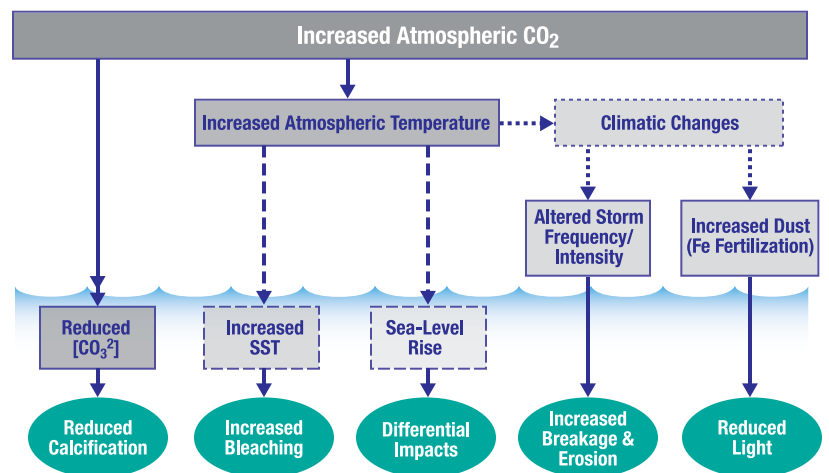 Increased Atmospheric CO₂
Increased Atmospheric Temperature
Climatic Changes
Altered Storm
Frequency/
Intensity
Increased Dust
(Fe Fertilization)
Reduced
[CO₃²]
Increased
SST
Sea-Level
Rise
Reduced
Calcification
Increased
Bleaching
Differential
Impacts
Increased
Breakage &
Erosion
Reduced
Light